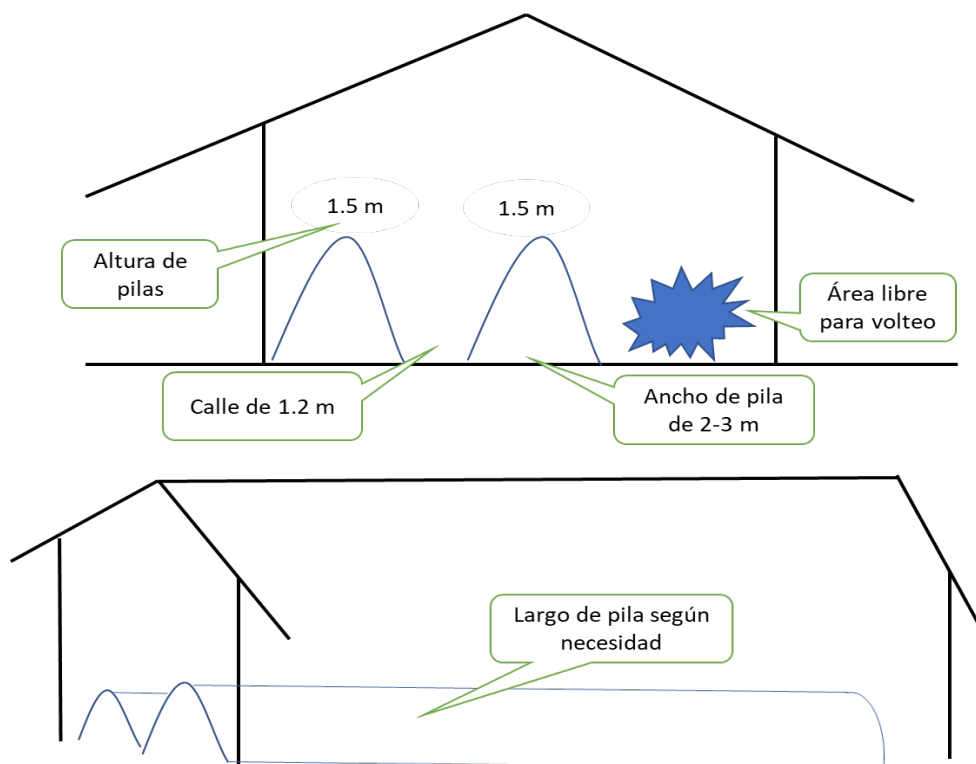 1.5 m
1.5 m
Altura de
pilas
Área libre
para volteo
Calle de 1.2 m
Ancho de pila
de 2-3 m
Largo de pila según
necesidad